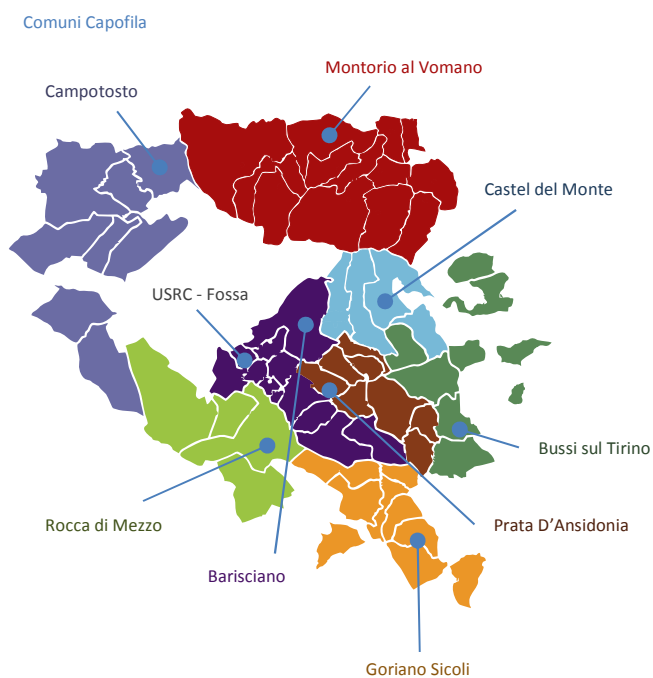 Comuni Capofila
Montorio al Vomano
Campotosto
Castel del Monte
USRC - Fossa
Bussi sul Tirino
Rocca di Mezzo
Prata D'Ansidonia
Barisciano
Goriano Sicoli